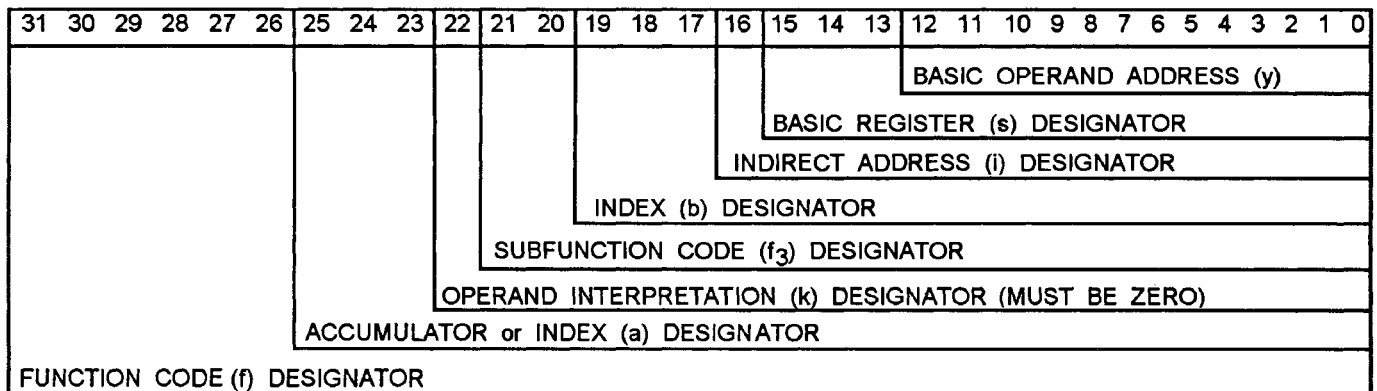 31 30 29 28 27 26 25 24 23 22 21 20 19 18 17 16 15 14 13 12 11 10 9 8 7 6 5 4 3 2 1 0
BASIC OPERAND ADDRESS (y)
BASIC REGISTER (s) DESIGNATOR
INDIRECT ADDRESS (i) DESIGNATOR
INDEX (b) DESIGNATOR
SUBFUNCTION CODE (f3) DESIGNATOR
OPERAND INTERPRETATION (k) DESIGNATOR (MUST BE ZERO)
ACCUMULATOR or INDEX (a) DESIGNATOR
FUNCTION CODE (f) DESIGNATOR